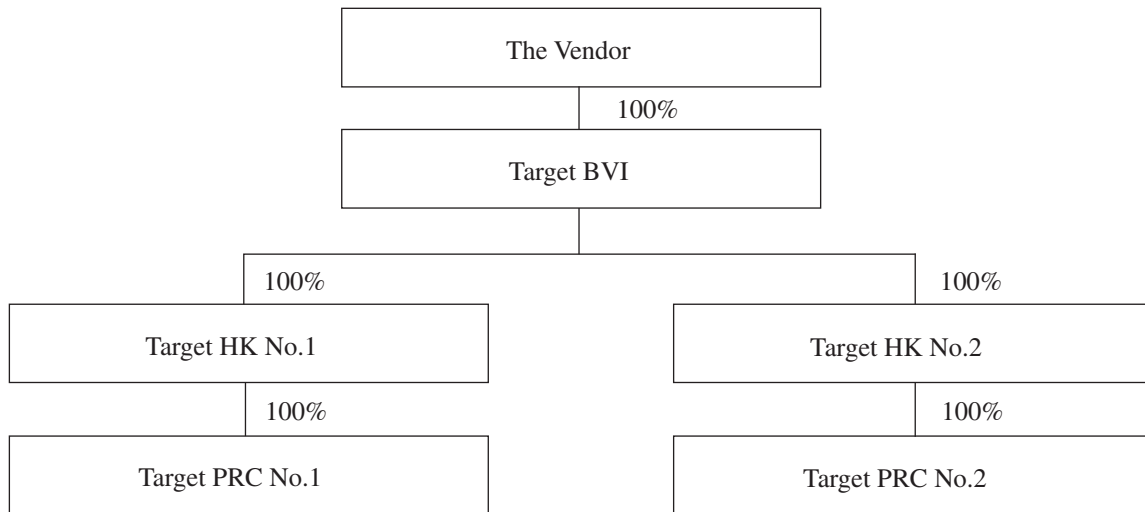 The Vendor
100%
Target BVI
100%
100%
Target HK No.1
Target HK No.2
100%
100%
Target PRC No.1
Target PRC No.2